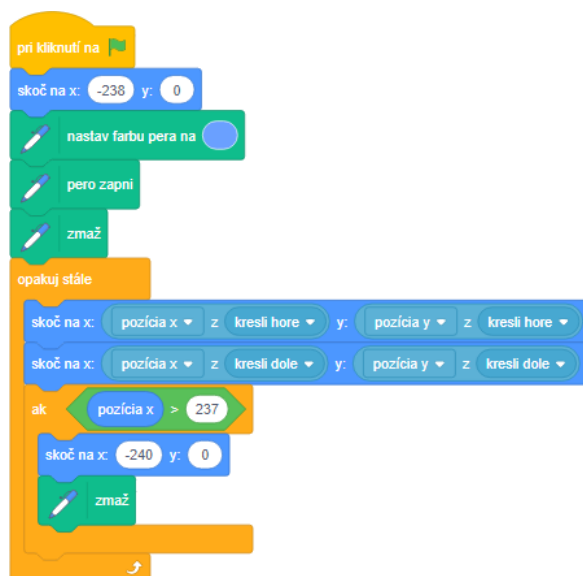 pri kliknutí na
skoč na x: -238 y: 0
nastav farbu pera na
pero zapni
zmaž
opakuj stále
skoč na x: pozícia x z kresli hore y: pozícia y z kresli hore
skoč na x: pozícia x z kresli dole y: pozícia y z kresli dole
ak pozícia x > 237
skoč na x: -240 y: 0
zmaž